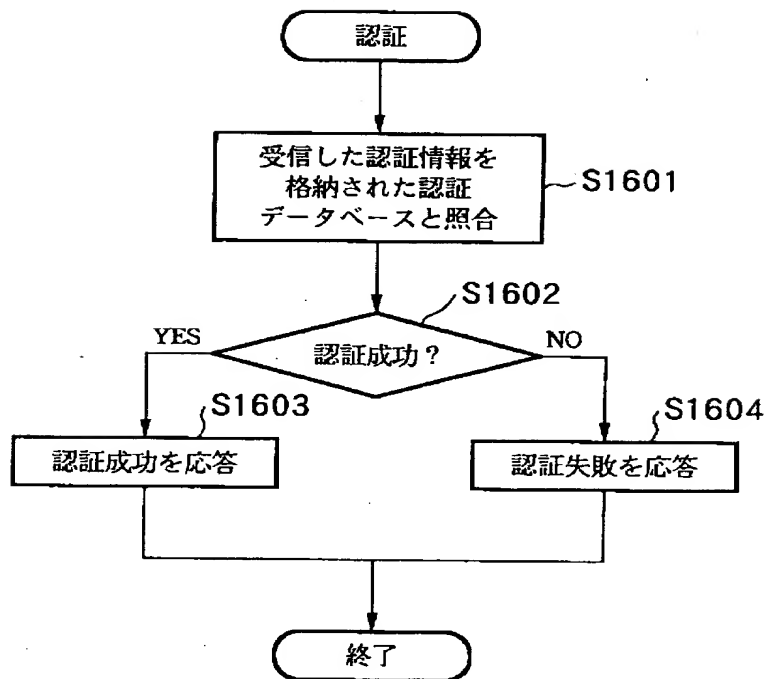 認証
受信した認証情報を
格納された認証
データベースと照合
S1601
S1602
認証成功?
YES
NO
S1603
認証成功を応答
S1604
認証失敗を応答
終了